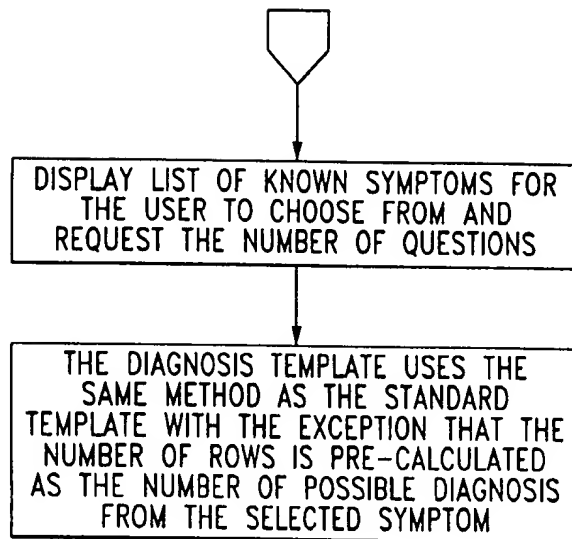 DISPLAY LIST OF KNOWN SYMPTOMS FOR
THE USER TO CHOOSE FROM AND
REQUEST THE NUMBER OF QUESTIONS
THE DIAGNOSIS TEMPLATE USES THE
SAME METHOD AS THE STANDARD
TEMPLATE WITH THE EXCEPTION THAT THE
NUMBER OF ROWS IS PRE-CALCULATED
AS THE NUMBER OF POSSIBLE DIAGNOSIS
FROM THE SELECTED SYMPTOM